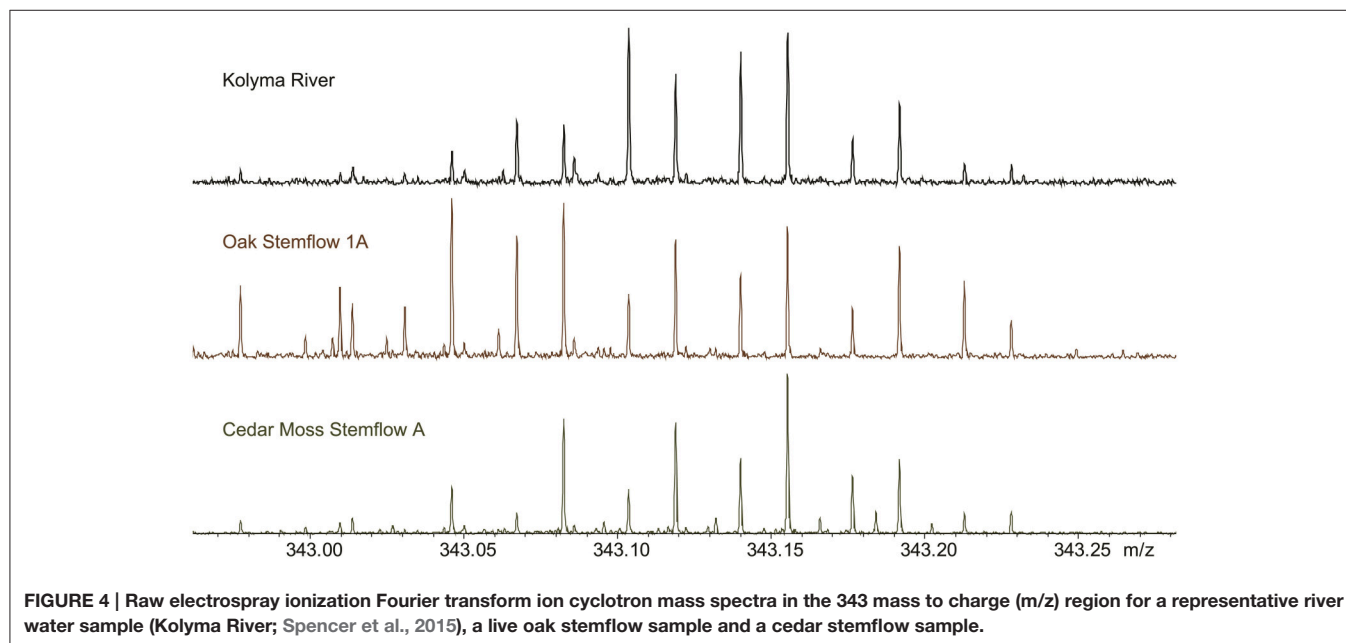 Kolyma River
Oak Stemflow 1A
Cedar Moss Stemflow A
343.00 343.05 343.10 343.15 343.20 343.25 m/z
FIGURE 4 | Raw electrospray ionization Fourier transform ion cyclotron mass spectra in the 343 mass to charge (m/z) region for a representative river
water sample (Kolyma River; Spencer et al., 2015), a live oak stemflow sample and a cedar stemflow sample.